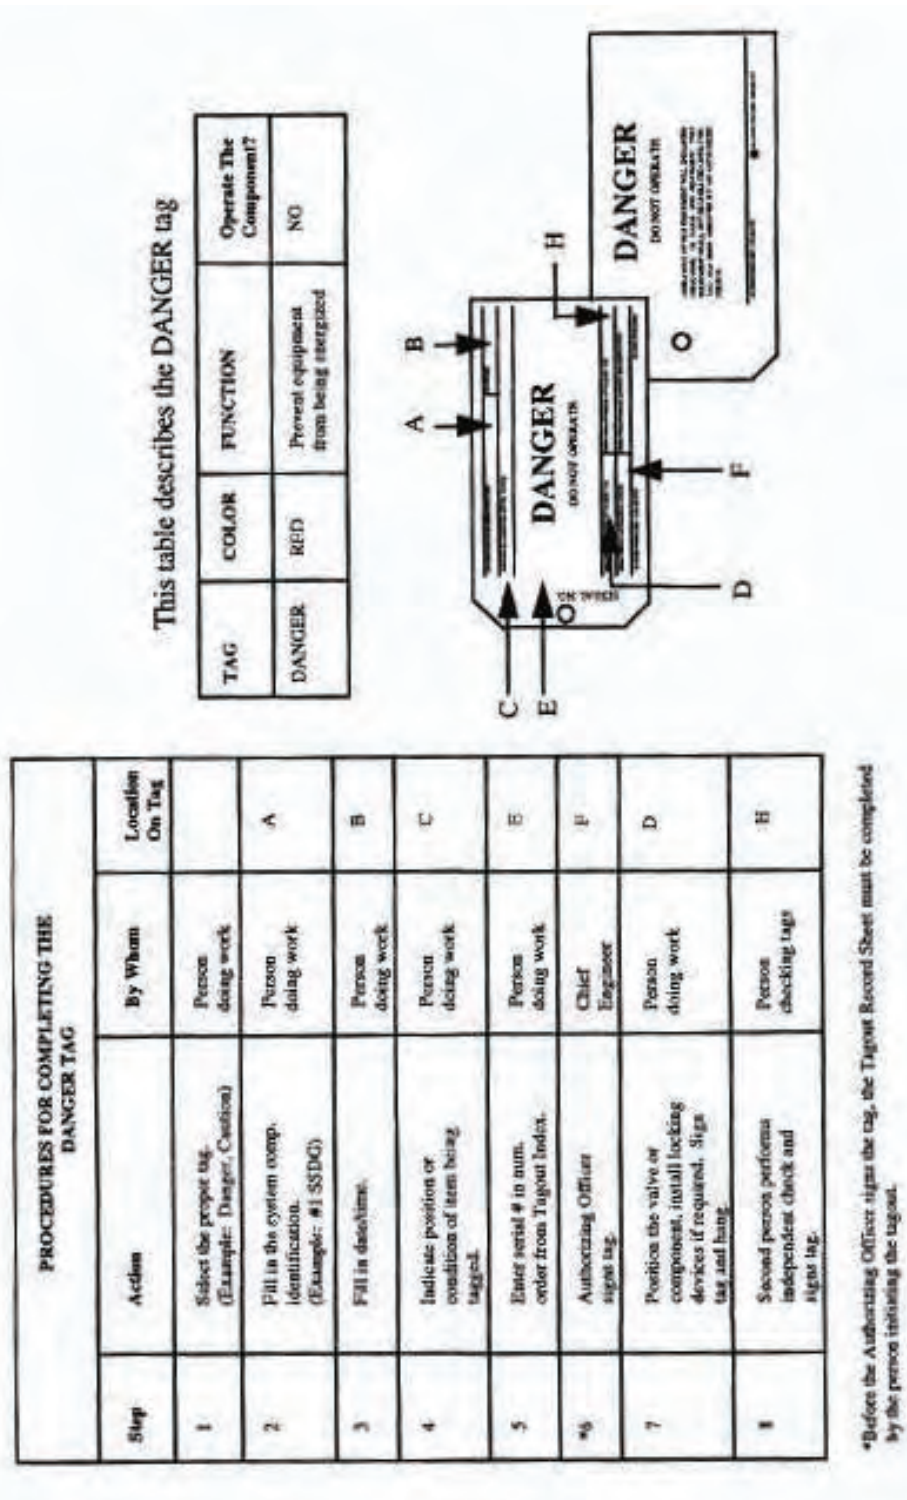 PROCEDURES FOR COMPLETING THE
DANGER TAG
Step Action By Whom Location On Tag
1 Select the proper tag. (Example: Danger, Caution) Person doing work
2 Fill in the system comp. identification. (Example: #1 SSDG) Person doing work A
3 Fill in date/time. Person doing work B
4 Indicate position or condition of item being tagged. Person doing work C
5 Enter serial # in num. order from Tagout Index. Person doing work E
*6 Authorizing Officer signs tag. Chief Engineer F
7 Position the valve or component, install locking devices if required. Sign tag and hang. Person doing work D
8 Second person performs independent check and signs tag. Person checking tags H
*Before the Authorizing Officer signs the tag, the Tagout Record Sheet must be completed
by the person initiating the tagout.
This table describes the DANGER tag
TAG COLOR FUNCTION Operate The Component?
DANGER RED Prevent equipment from being energized NO
A
B
C
E
DANGER
DO NOT OPERATE
SERIAL NO.
D
F
H
DANGER
DO NOT OPERATE